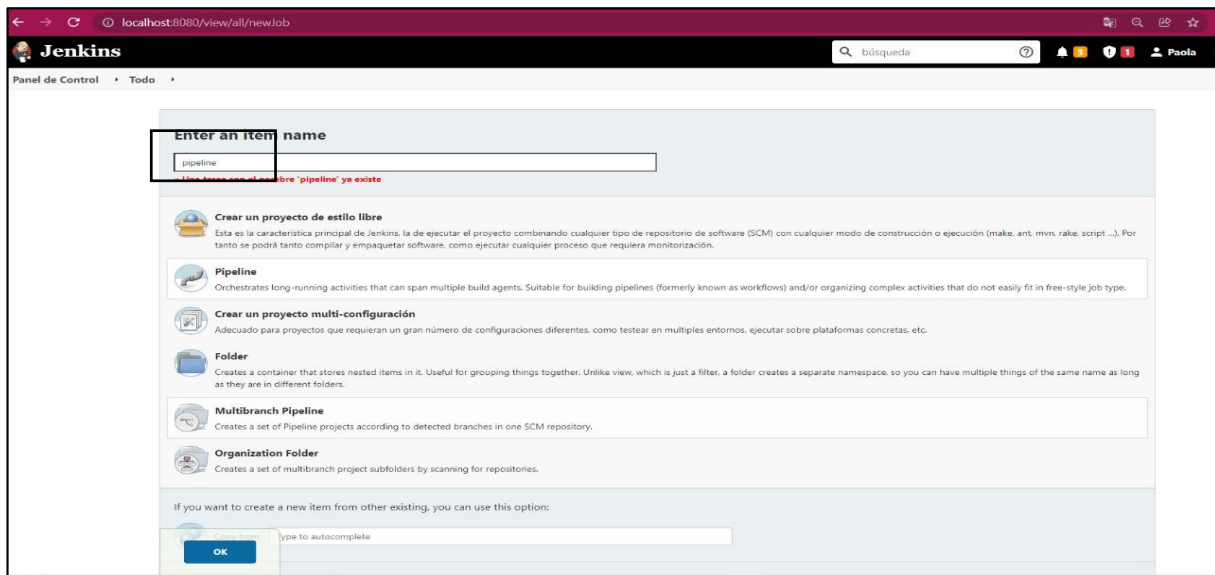 localhost:8080/view/all/newJob
Jenkins
búsqueda
3
1
Paola
Panel de Control
Todo
Enter an item name
pipeline
» Una tarea con el nombre 'pipeline' ya existe
Crear un proyecto de estilo libre
Esta es la característica principal de Jenkins, la de ejecutar el proyecto combinando cualquier tipo de repositorio de software (SCM) con cualquier modo de construcción o ejecución (make, ant, mvn, rake, script ...). Por
tanto se podrá tanto compilar y empaquetar software, como ejecutar cualquier proceso que requiera monitorización.
Pipeline
Orchestrates long-running activities that can span multiple build agents. Suitable for building pipelines (formerly known as workflows) and/or organizing complex activities that do not easily fit in free-style job type.
Crear un proyecto multi-configuración
Adecuado para proyectos que requieran un gran número de configuraciones diferentes, como testear en multiples entornos, ejecutar sobre plataformas concretas, etc.
Folder
Creates a container that stores nested items in it. Useful for grouping things together. Unlike view, which is just a filter, a folder creates a separate namespace, so you can have multiple things of the same name as long
as they are in different folders.
Multibranch Pipeline
Creates a set of Pipeline projects according to detected branches in one SCM repository.
Organization Folder
Creates a set of multibranch project subfolders by scanning for repositories.
If you want to create a new item from other existing, you can use this option:
Copy from
Type to autocomplete
OK